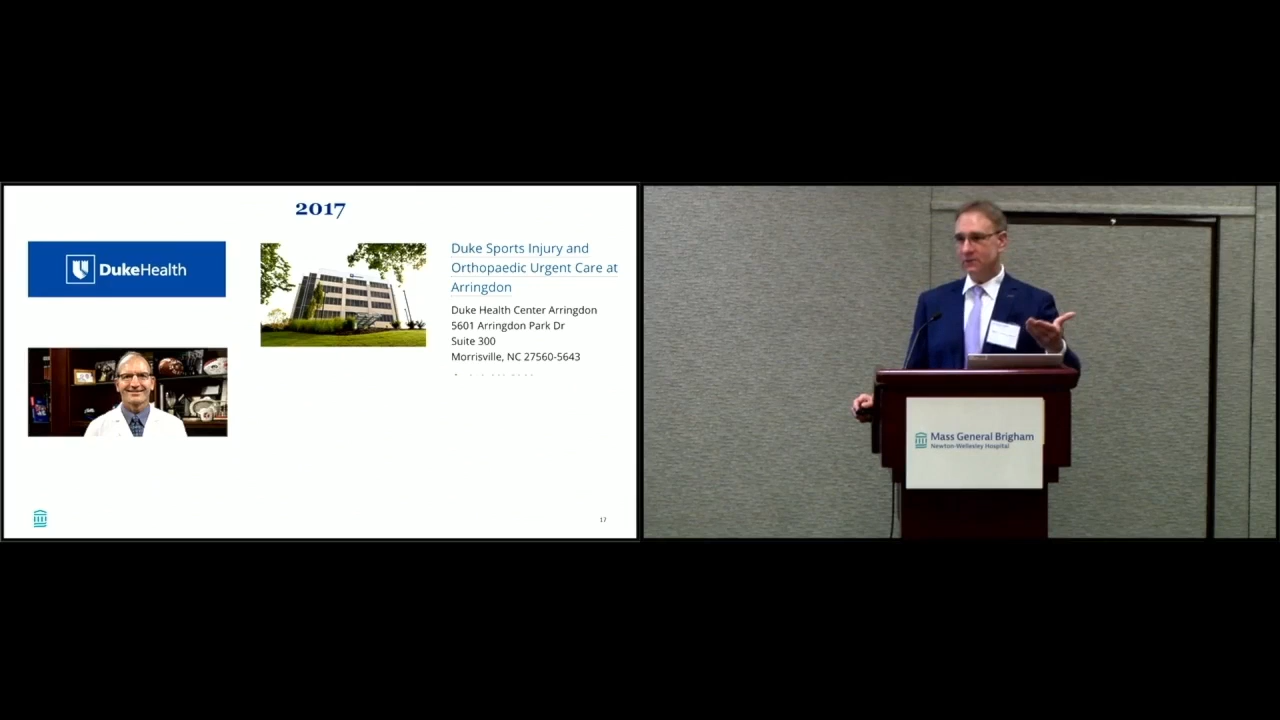 2017
DukeHealth
Duke Sports Injury and
Orthopaedic Urgent Care at
Arringdon
Duke Health Center Arringdon
5601 Arringdon Park Dr
Suite 300
Morrisville, NC 27560-5643
17
Mass General Brigham
Newton-Wellesley Hospital